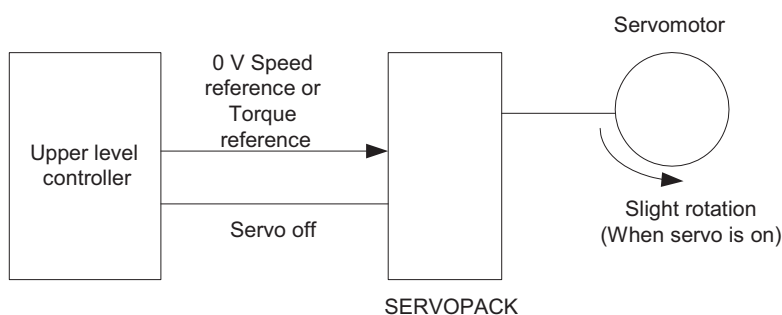 Servomotor
0 V Speed
reference or
Torque
reference
Upper level
controller
Servo off
Slight rotation
(When servo is on)
SERVOPACK